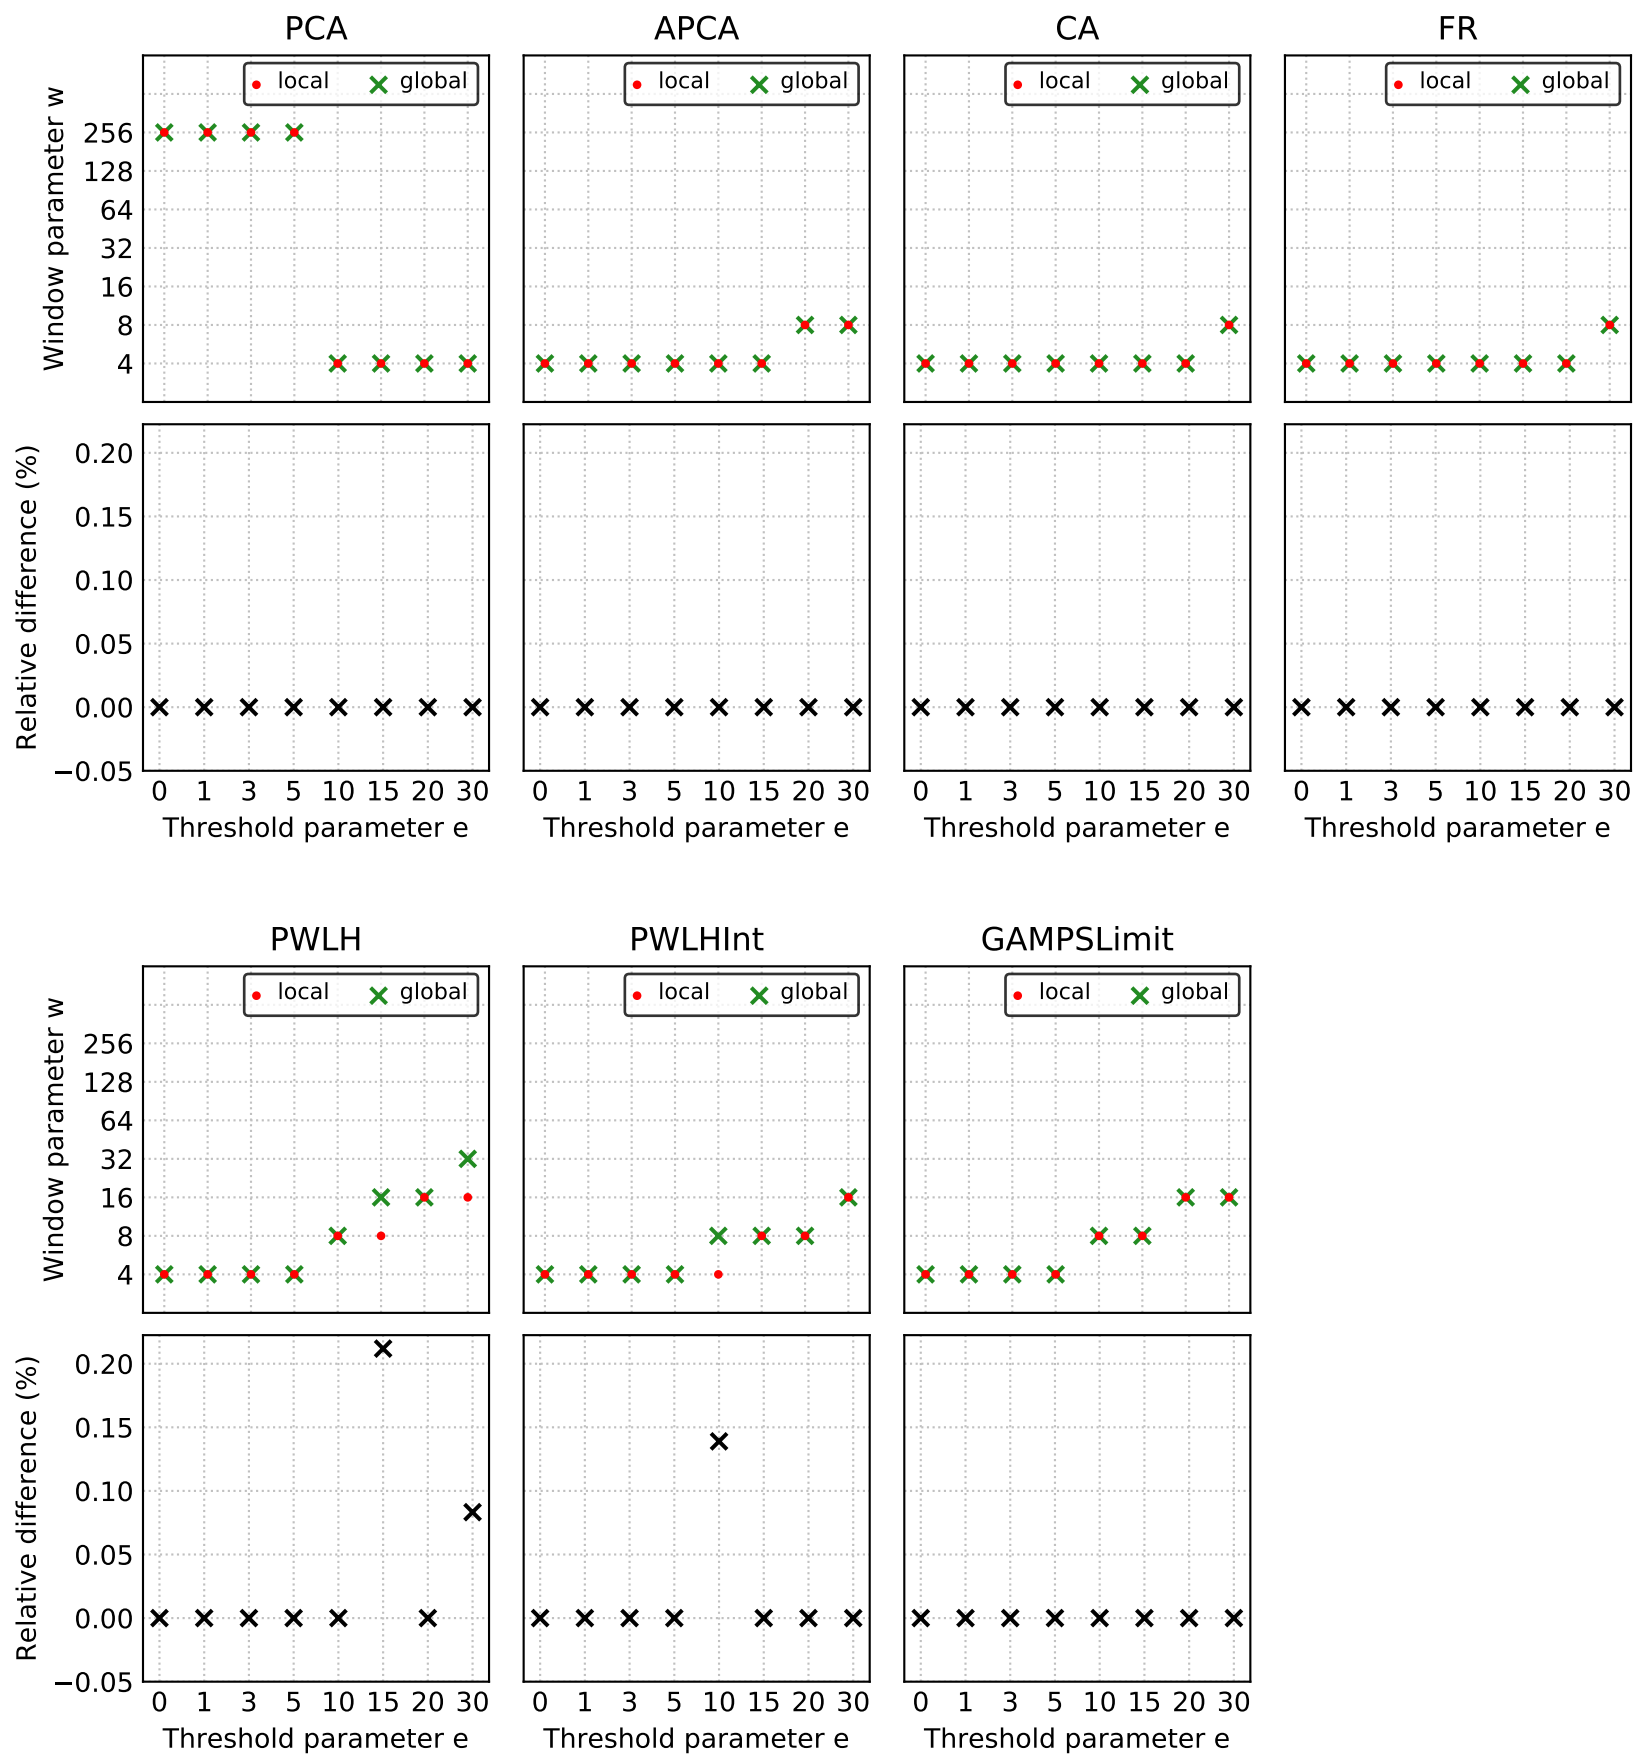 PCA APCA CA FR
local global local global local global local global
Window parameter w
256
128
64
32
16
8
4
Relative difference (%)
0.20
0.15
0.10
0.05
0.00
−0.05
0 1 3 5 10 15 20 30 0 1 3 5 10 15 20 30 0 1 3 5 10 15 20 30 0 1 3 5 10 15 20 30
Threshold parameter e Threshold parameter e Threshold parameter e Threshold parameter e
PWLH PWLHInt GAMPSLimit
local global local global local global
Window parameter w
256
128
64
32
16
8
4
Relative difference (%)
0.20
0.15
0.10
0.05
0.00
−0.05
0 1 3 5 10 15 20 30 0 1 3 5 10 15 20 30 0 1 3 5 10 15 20 30
Threshold parameter e Threshold parameter e Threshold parameter e